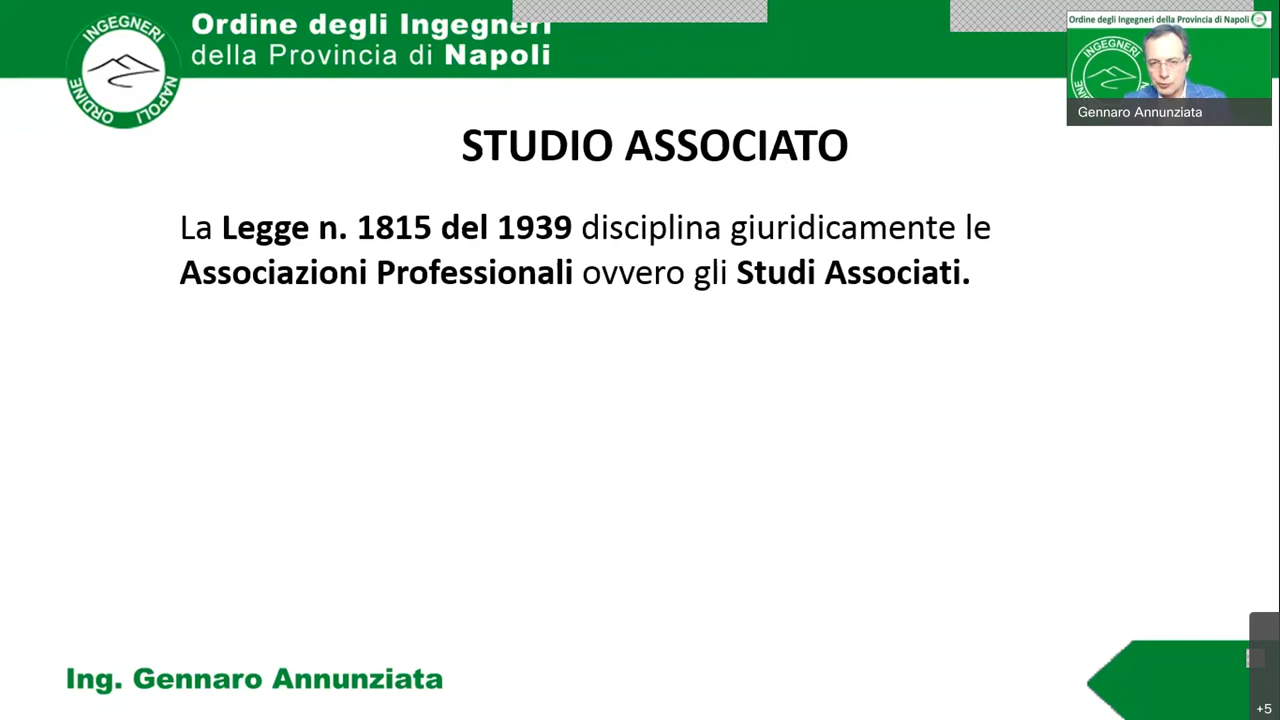 Ordine degli Ingegneri
della Provincia di Napoli
INGEGNERI
ORDINE NAPOLI
Ordine degli Ingegneri della Provincia di Napoli
INGEGNERI
Gennaro Annunziata
STUDIO ASSOCIATO
La Legge n. 1815 del 1939 disciplina giuridicamente le
Associazioni Professionali ovvero gli Studi Associati.
Ing. Gennaro Annunziata
+5